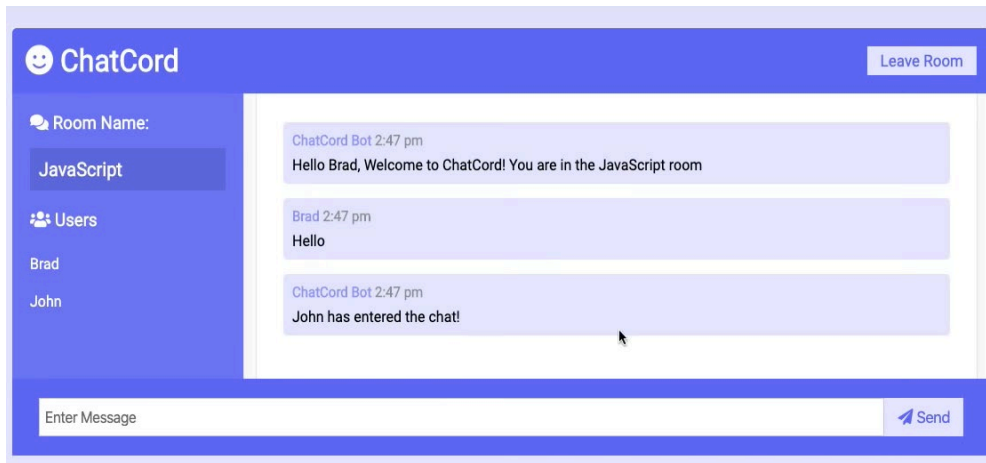 ChatCord
Leave Room
Room Name:
JavaScript
Users
Brad
John
ChatCord Bot 2:47 pm
Hello Brad, Welcome to ChatCord! You are in the JavaScript room
Brad 2:47 pm
Hello
ChatCord Bot 2:47 pm
John has entered the chat!
Enter Message
Send